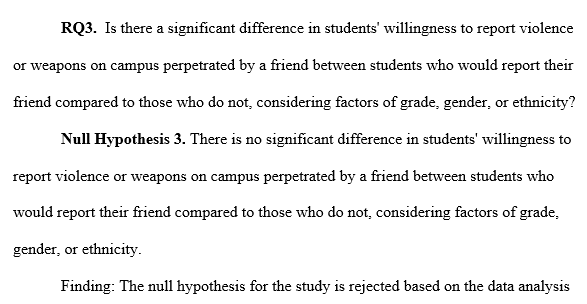 RQ3. Is there a significant difference in students' willingness to report violence
or weapons on campus perpetrated by a friend between students who would report their
friend compared to those who do not, considering factors of grade, gender, or ethnicity?
Null Hypothesis 3. There is no significant difference in students' willingness to
report violence or weapons on campus perpetrated by a friend between students who
would report their friend compared to those who do not, considering factors of grade,
gender, or ethnicity.
Finding: The null hypothesis for the study is rejected based on the data analysis